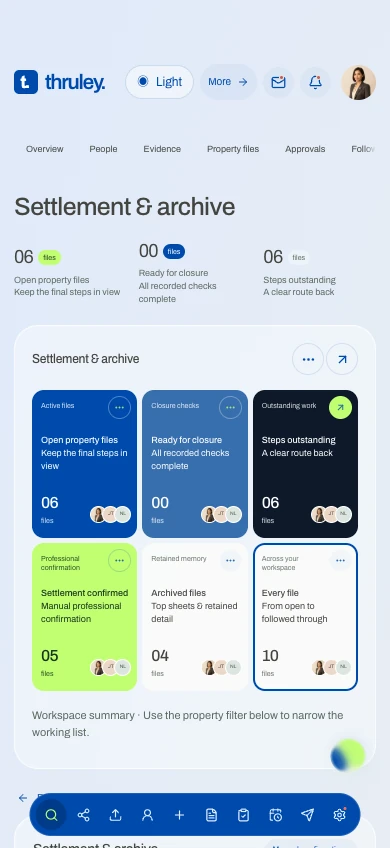 thruley.
Light
More
Overview People Evidence Property files Approvals
Settlement & archive
06 files
Open property files
Keep the final steps in view
00 files
Ready for closure
All recorded checks
complete
06 files
Steps outstanding
A clear route back
Settlement & archive
Active files
Open property files
Keep the final steps in
view
06
files
JT NL
Closure checks
Ready for closure
All recorded checks
complete
00
files
JT NL
Outstanding work
Steps outstanding
A clear route back
06
files
JT NL
Professional
confirmation
Settlement confirmed
Manual professional
confirmation
05
files
JT NL
Retained memory
Archived files
Top sheets & retained
detail
04
files
JT NL
Across your
workspace
Every file
From open to
followed through
10
files
JT NL
Workspace summary · Use the property filter below to narrow the
working list.
Settlement & archive